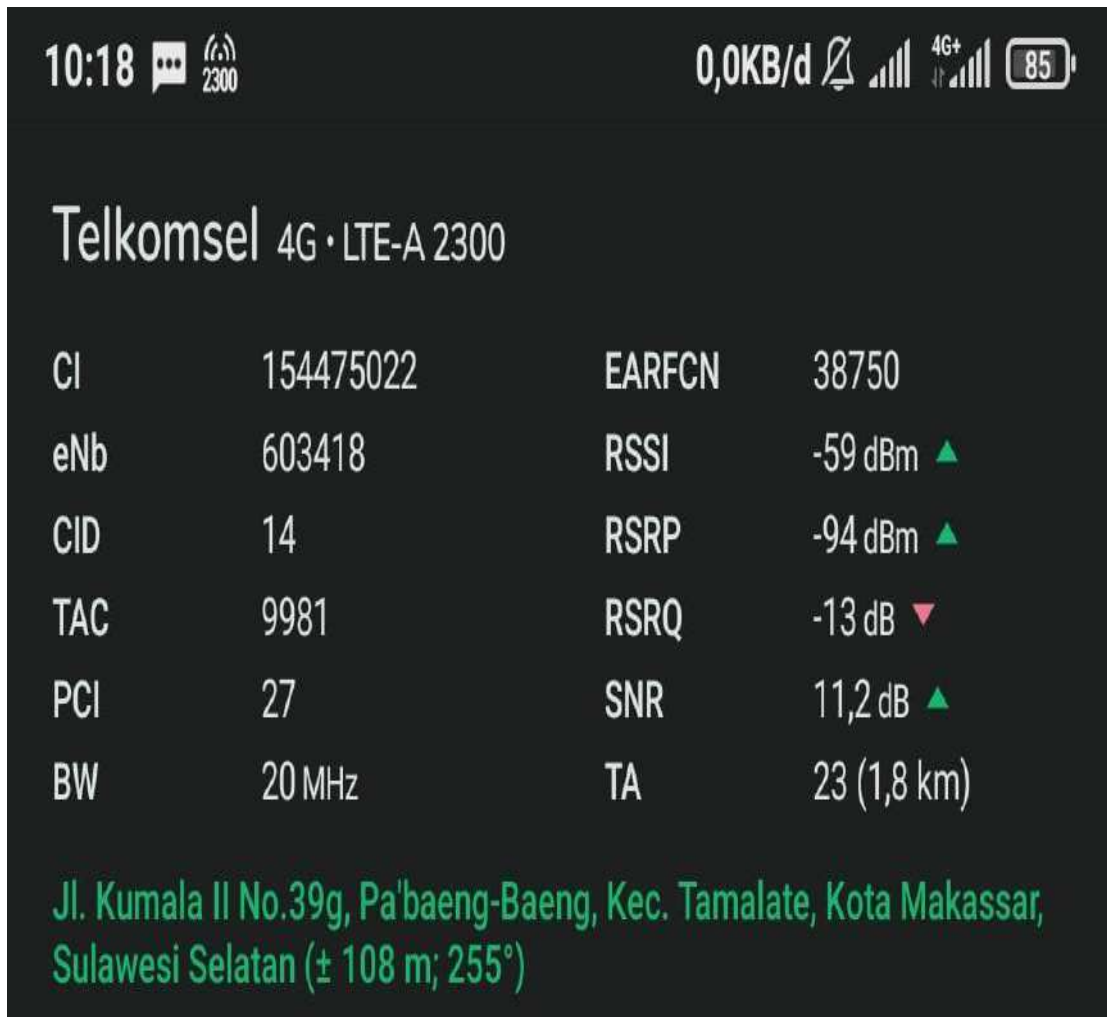 10:18 2300 0,0KB/d 4G+ 85
Telkomsel 4G • LTE-A 2300
CI 154475022 EARFCN 38750
eNb 603418 RSSI -59 dBm ▲
CID 14 RSRP -94 dBm ▲
TAC 9981 RSRQ -13 dB ▼
PCI 27 SNR 11,2 dB ▲
BW 20 MHz TA 23 (1,8 km)
Jl. Kumala II No.39g, Pa'baeng-Baeng, Kec. Tamalate, Kota Makassar,
Sulawesi Selatan (± 108 m; 255°)